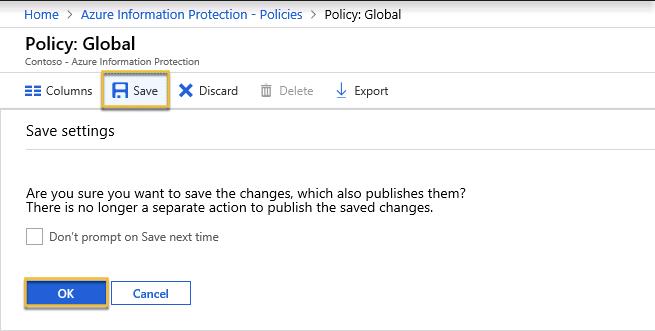 Home > Azure Information Protection - Policies > Policy: Global
Policy: Global
Contoso - Azure Information Protection
Columns Save Discard Delete Export
Save settings
Are you sure you want to save the changes, which also publishes them?
There is no longer a separate action to publish the saved changes.
Don't prompt on Save next time
OK Cancel